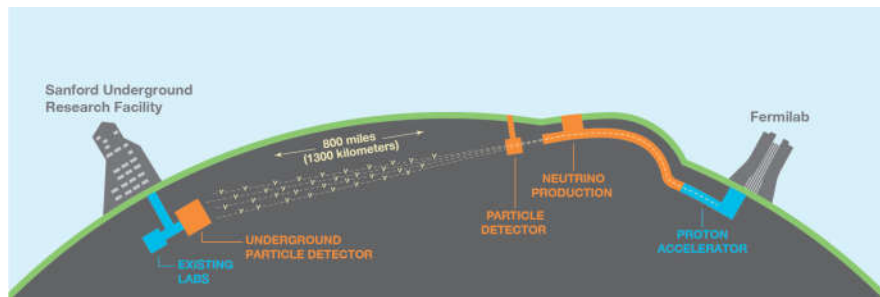 Sanford Underground
Research Facility
Fermilab
800 miles
(1300 kilometers)
NEUTRINO
PRODUCTION
PARTICLE
DETECTOR
PROTON
ACCELERATOR
UNDERGROUND
PARTICLE DETECTOR
EXISTING
LABS